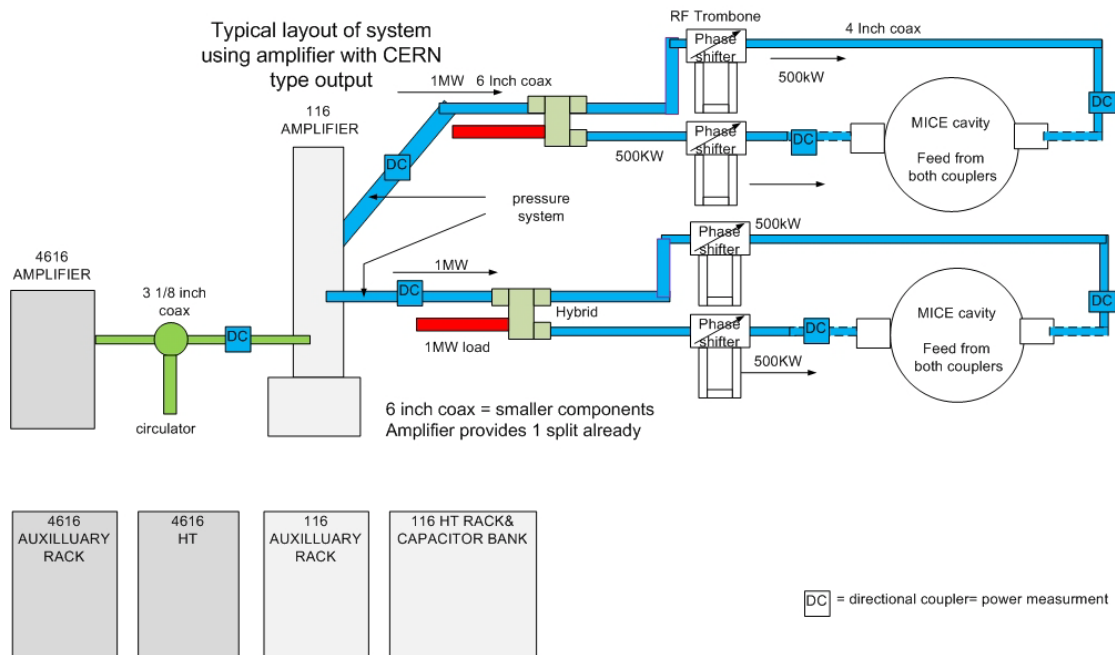 Typical layout of system
using amplifier with CERN
type output
RF Trombone
Phase
shifter
4 Inch coax
1MW
6 Inch coax
500kW
116
AMPLIFIER
DC
DC
MICE cavity
Feed from
both couplers
500KW
Phase
shifter
DC
pressure
system
4616
AMPLIFIER
3 1/8 inch
coax
DC
1MW
DC
Hybrid
1MW load
Phase
shifter
500kW
DC
Phase
shifter
DC
500KW
MICE cavity
Feed from
both couplers
circulator
6 inch coax = smaller components
Amplifier provides 1 split already
4616
AUXILLUARY
RACK
4616
HT
116
AUXILLUARY
RACK
116 HT RACK&
CAPACITOR BANK
DC = directional coupler= power measurment